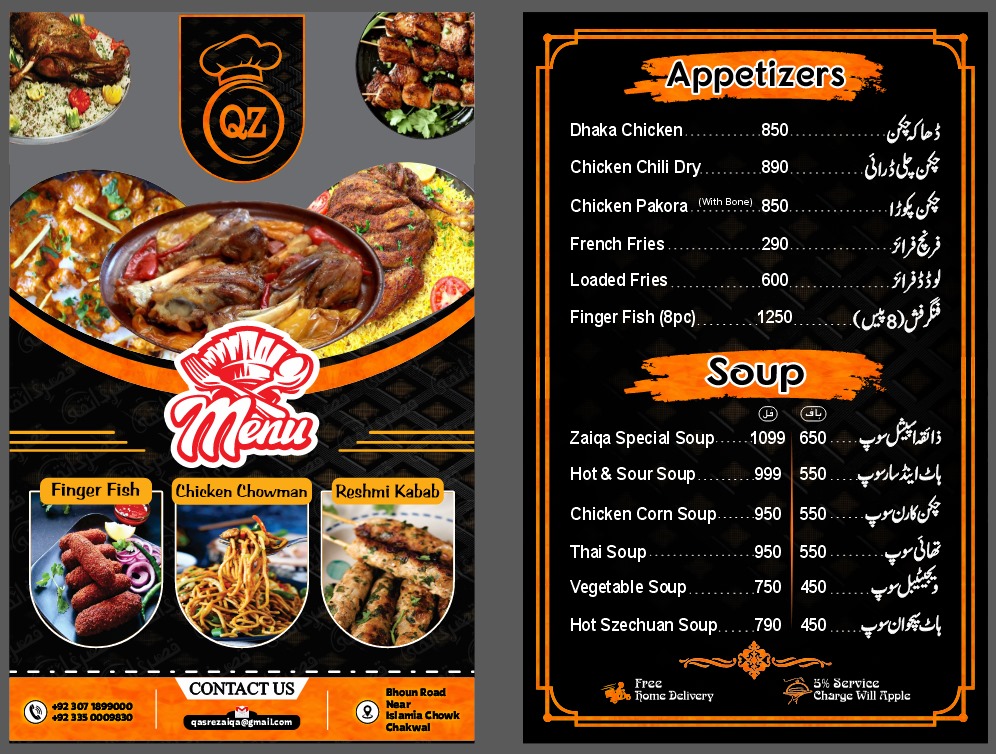 QZ
Menu
Finger Fish
Chicken Chowman
Reshmi Kabab
CONTACT US
+92 307 1899000
+92 335 0009830
qasrezaiqa@gmail.com
Bhoun Road
Near
Islamia Chowk
Chakwal
Appetizers
Dhaka Chicken 850 ڈھاکہ چکن
Chicken Chili Dry 890 چکن چلی ڈرائی
Chicken Pakora (With Bone) 850 چکن پکوڑا
French Fries 290 فرنچ فرائز
Loaded Fries 600 لوڈڈ فرائز
Finger Fish (8pc) 1250 فنگر فش (8 پیس)
Soup
فل ہاف
Zaiqa Special Soup 1099 650 ذائقہ اسپیشل سوپ
Hot & Sour Soup 999 550 ہاٹ اینڈ سار سوپ
Chicken Corn Soup 950 550 چکن کارن سوپ
Thai Soup 950 550 تھائی سوپ
Vegetable Soup 750 450 ویجیٹیبل سوپ
Hot Szechuan Soup 790 450 ہاٹ سیچوان سوپ
Free
Home Delivery
5% Service
Charge Will Apple